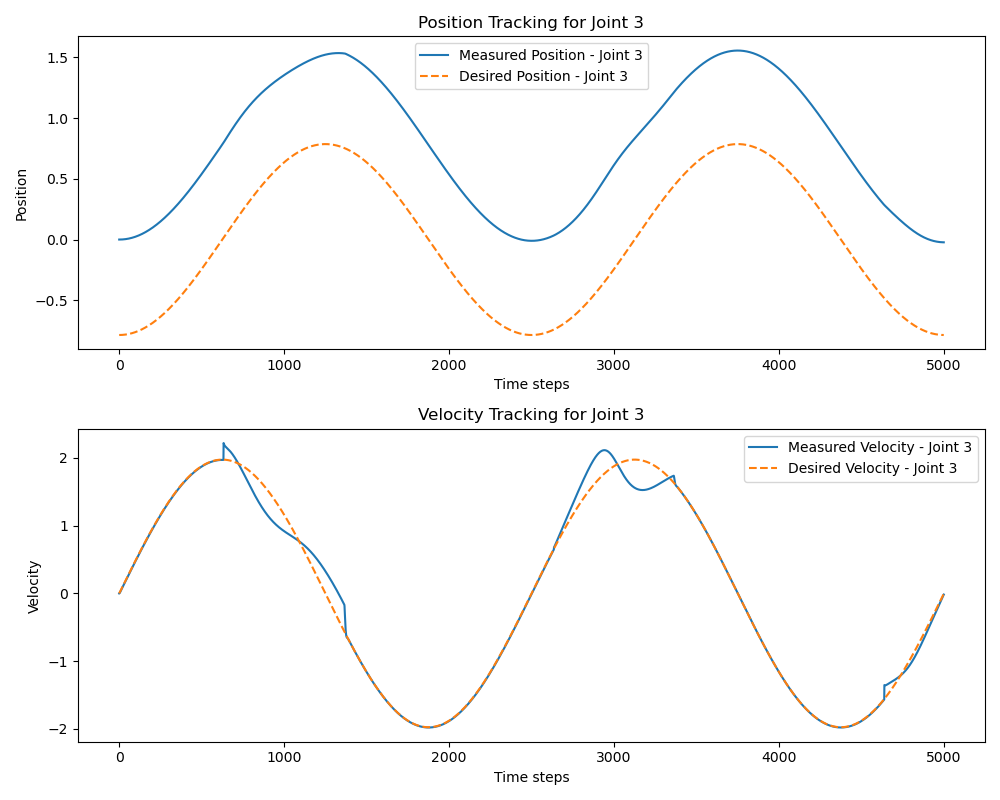 Position Tracking for Joint 3
Measured Position - Joint 3
Desired Position - Joint 3
1.5
1.0
0.5
0.0
−0.5
Position
0 1000 2000 3000 4000 5000
Time steps
Velocity Tracking for Joint 3
Measured Velocity - Joint 3
Desired Velocity - Joint 3
2
1
0
−1
−2
Velocity
0 1000 2000 3000 4000 5000
Time steps